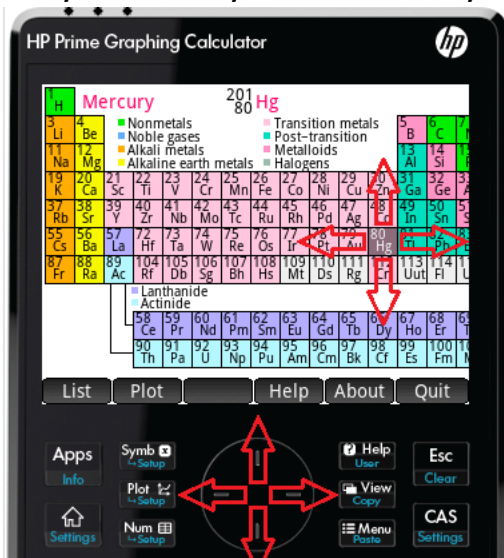 HP Prime Graphing Calculator hp
1 H Mercury 201 80 Hg
Nonmetals Transition metals
Noble gases Post-transition
Alkali metals Metalloids
Alkaline earth metals Halogens
3 Li 4 Be 5 B 6 C 7
11 Na 12 Mg 13 Al 14 Si
19 K 20 Ca 21 Sc 22 Ti 23 V 24 Cr 25 Mn 26 Fe 27 Co 28 Ni 29 Cu Zn 31 Ga 32 Ge
37 Rb 38 Sr 39 Y 40 Zr 41 Nb 42 Mo 43 Tc 44 Ru 45 Rh 46 Pd 47 Ag 48 49 In 50 Sn
55 Cs 56 Ba 57 La 72 Hf 73 Ta 74 W 75 Re 76 Os 77 Pt Au 80 Hg Tl Pb
87 Fr 88 Ra 89 Ac 104 Rf 105 Db 106 Sg 107 Bh 108 Hs 109 Mt 110 Ds 111 Rg 113 Uut 114 Fl
Lanthanide
Actinide
58 Ce 59 Pr 60 Nd 61 Pm 62 Sm 63 Eu 64 Gd 65 Tb Dy 67 Ho 68 Er
90 Th 91 Pa 92 U 93 Np 94 Pu 95 Am 96 Cm 97 Bk 98 Cf 99 Es 100 Fm
List Plot Help About Quit
Apps Info
Symb Setup
Help User
Esc Clear
Plot Setup
View Copy
Settings
Num Setup
Menu Paste
CAS Settings